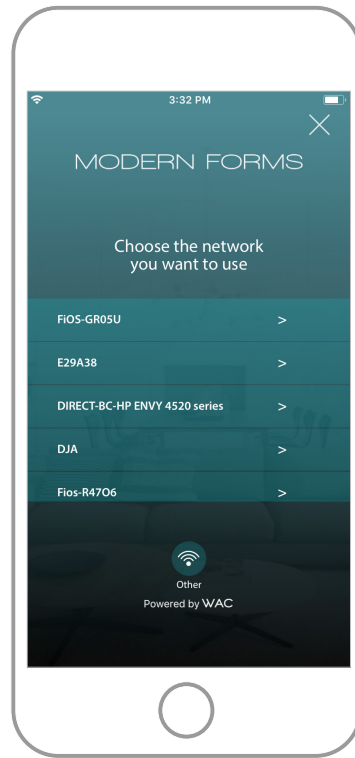 3:32 PM
MODERN FORMS
Choose the network
you want to use
FiOS-GR05U >
E29A38 >
DIRECT-BC-HP ENVY 4520 series >
DJA >
Fios-R47O6 >
Other
Powered by WAC